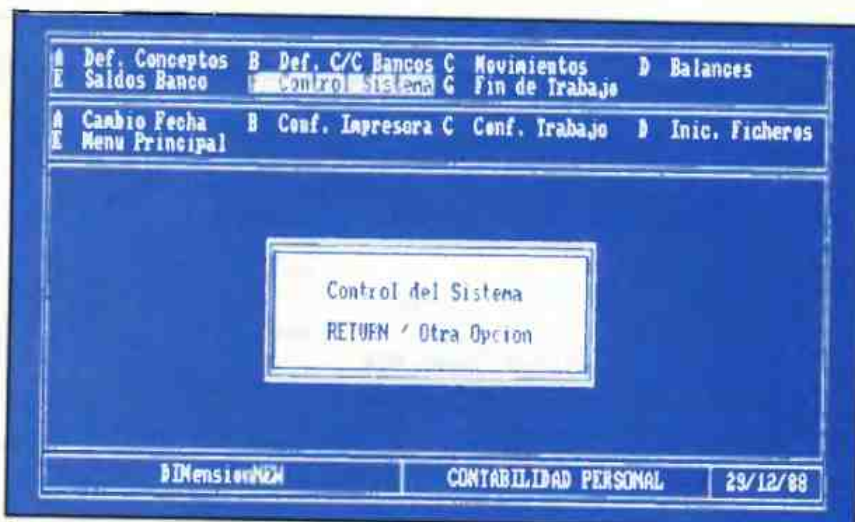 A Def. Conceptos B Def. C/C Bancos C Movimientos D Balances
E Saldos Banco F Control Sistema G Fin de Trabajo
A Cambio Fecha B Conf. Impresora C Conf. Trabajo D Inic. Ficheros
E Menu Principal
Control del Sistema
RETURN / Otra Opcion
DIMensionNEW CONTABILIDAD PERSONAL 29/12/88